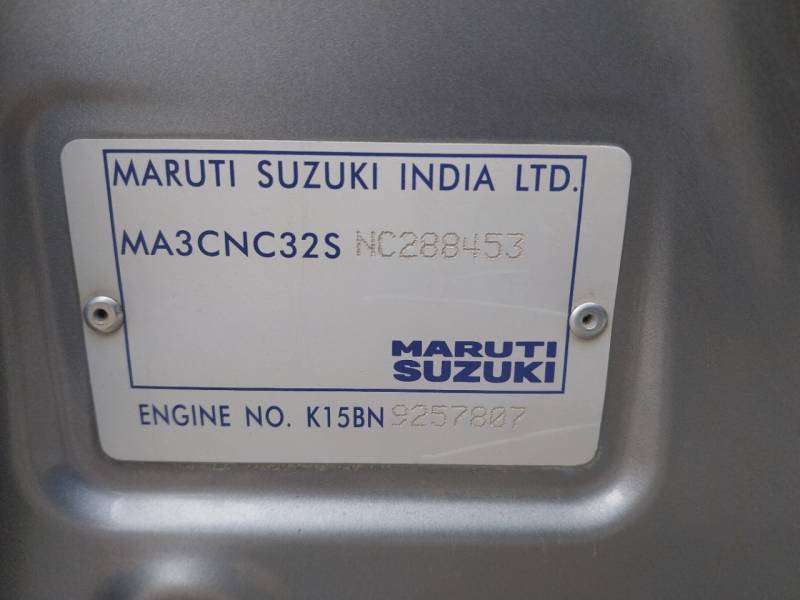 MARUTI SUZUKI INDIA LTD.
MA3CNC32S NC288453
MARUTI
SUZUKI
ENGINE NO. K15BN 9257807